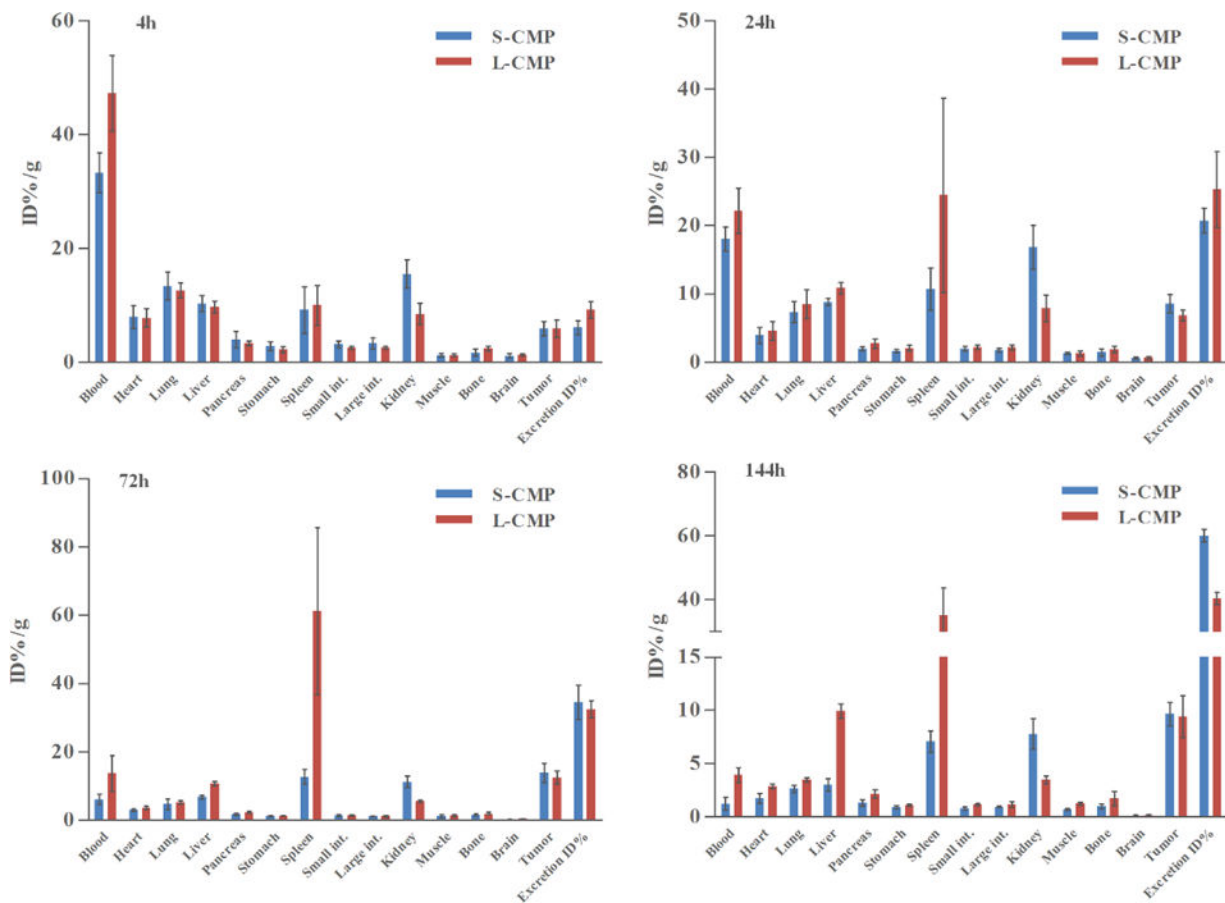 4h
S-CMP
L-CMP
ID%/g
60
40
20
0
Blood
Heart
Lung
Liver
Pancreas
Stomach
Spleen
Small int.
Large int.
Kidney
Muscle
Bone
Brain
Tumor
Excretion ID%
24h
S-CMP
L-CMP
ID%/g
50
40
30
20
10
0
Blood
Heart
Lung
Liver
Pancreas
Stomach
Spleen
Small int.
Large int.
Kidney
Muscle
Bone
Brain
Tumor
Excretion ID%
72h
S-CMP
L-CMP
ID%/g
100
80
60
40
20
0
Blood
Heart
Lung
Liver
Pancreas
Stomach
Spleen
Small int.
Large int.
Kidney
Muscle
Bone
Brain
Tumor
Excretion ID%
144h
S-CMP
L-CMP
ID%/g
80
60
40
15
10
5
0
Blood
Heart
Lung
Liver
Pancreas
Stomach
Spleen
Small int.
Large int.
Kidney
Muscle
Bone
Brain
Tumor
Excretion ID%